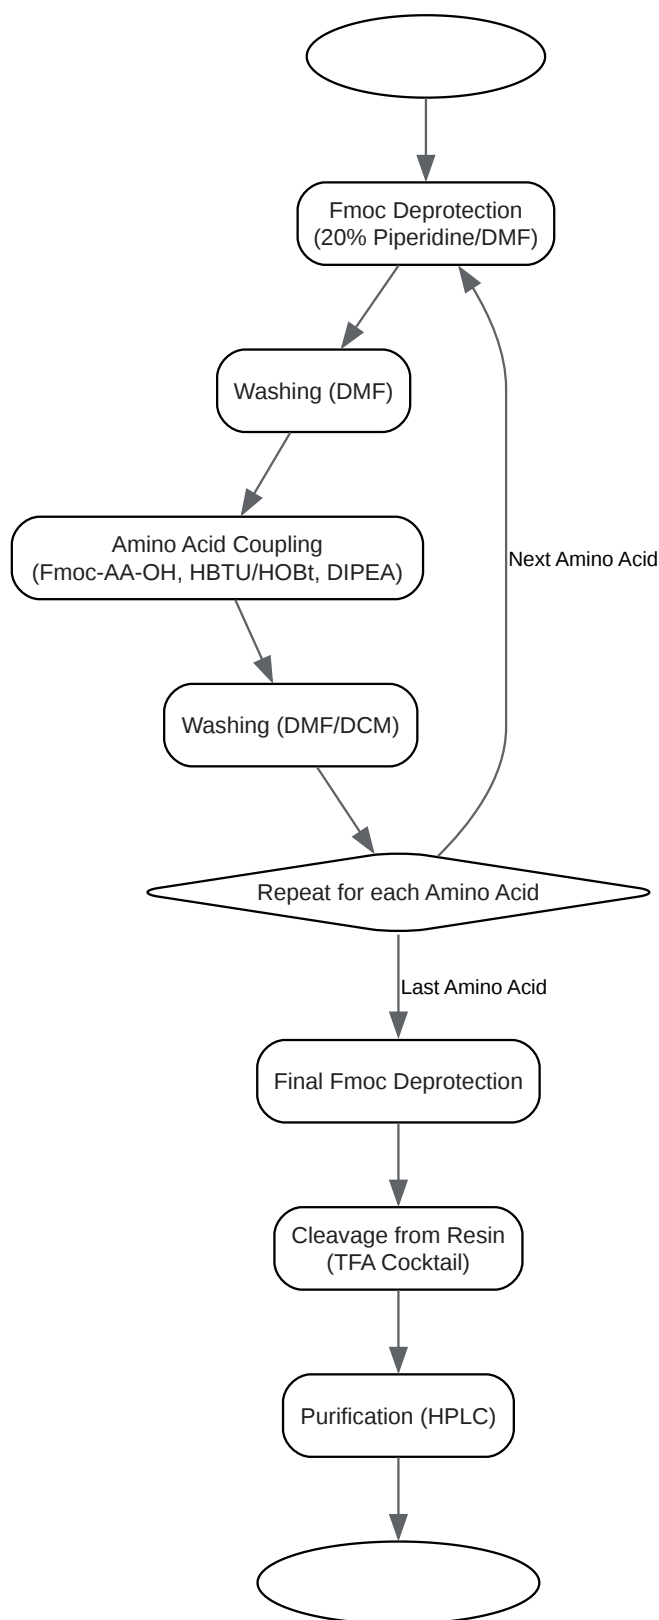 Fmoc Deprotection
(20% Piperidine/DMF)
Washing (DMF)
Amino Acid Coupling
(Fmoc-AA-OH, HBTU/HOBt, DIPEA)
Next Amino Acid
Washing (DMF/DCM)
Repeat for each Amino Acid
Last Amino Acid
Final Fmoc Deprotection
Cleavage from Resin
(TFA Cocktail)
Purification (HPLC)